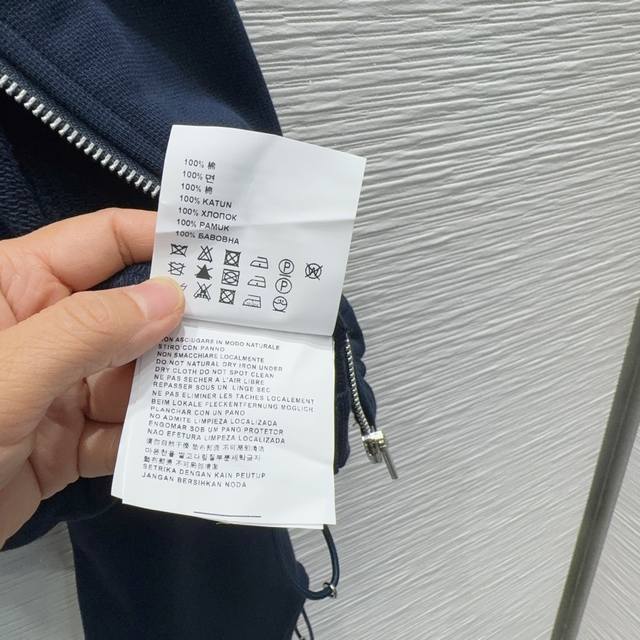 100% 棉
100% 면
100% 棉
100% KATUN
100% ХЛОПОК
100% PAMUK
100% БАВОВНА
NON ASCIUGARE IN MODO NATURALE
STIRO CON PANNO
NON SMACCHIARE LOCALMENTE
DO NOT NATURAL DRY IRON UNDER
DRY CLOTH DO NOT SPOT CLEAN
NE PAS SECHER A L'AIR LIBRE
REPASSER SOUS UN LINGE SEC
NE PAS ELIMINER LES TACHES LOCALEMENT
BEIM LOKALE FLECKENTFERNUNG MOGLICH
PLANCHAR CON UN PANO
NO ADMITE LIMPIEZA LOCALIZADA
ENGOMAR SOB UM PANO PROTETOR
NAO EFETURA LIMPIEZA LOCALIZADA
SETRIKA DENGAN KAIN PEUTUP
JANGAN BERSIHKAN NODA